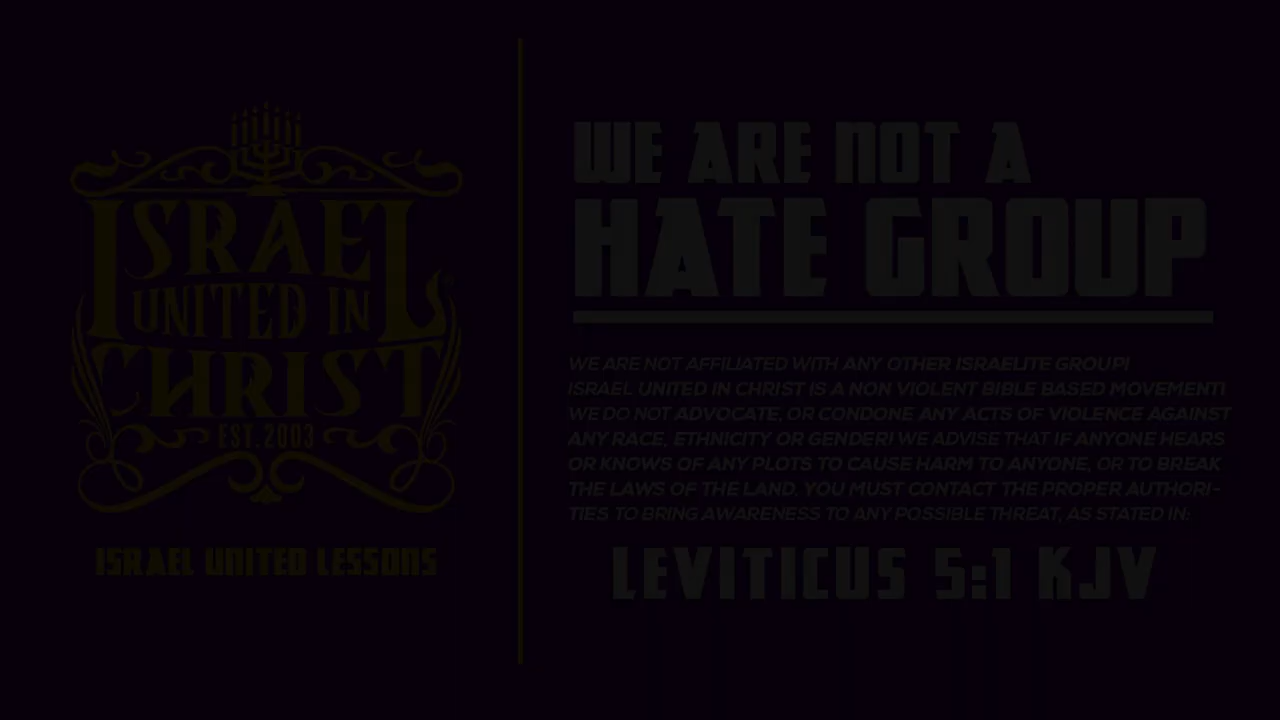 ISRAEL
UNITED IN
CHRIST
EST. 2003
ISRAEL UNITED LESSONS
WE ARE NOT A
HATE GROUP
WE ARE NOT AFFILIATED WITH ANY OTHER ISRAELITE GROUP!
ISRAEL UNITED IN CHRIST IS A NON VIOLENT BIBLE BASED MOVEMENT!
WE DO NOT ADVOCATE, OR CONDONE ANY ACTS OF VIOLENCE AGAINST
ANY RACE, ETHNICITY OR GENDER! WE ADVISE THAT IF ANYONE HEARS
OR KNOWS OF ANY PLOTS TO CAUSE HARM TO ANYONE, OR TO BREAK
THE LAWS OF THE LAND. YOU MUST CONTACT THE PROPER AUTHORI-
TIES TO BRING AWARENESS TO ANY POSSIBLE THREAT, AS STATED IN:
LEVITICUS 5:1 KJV